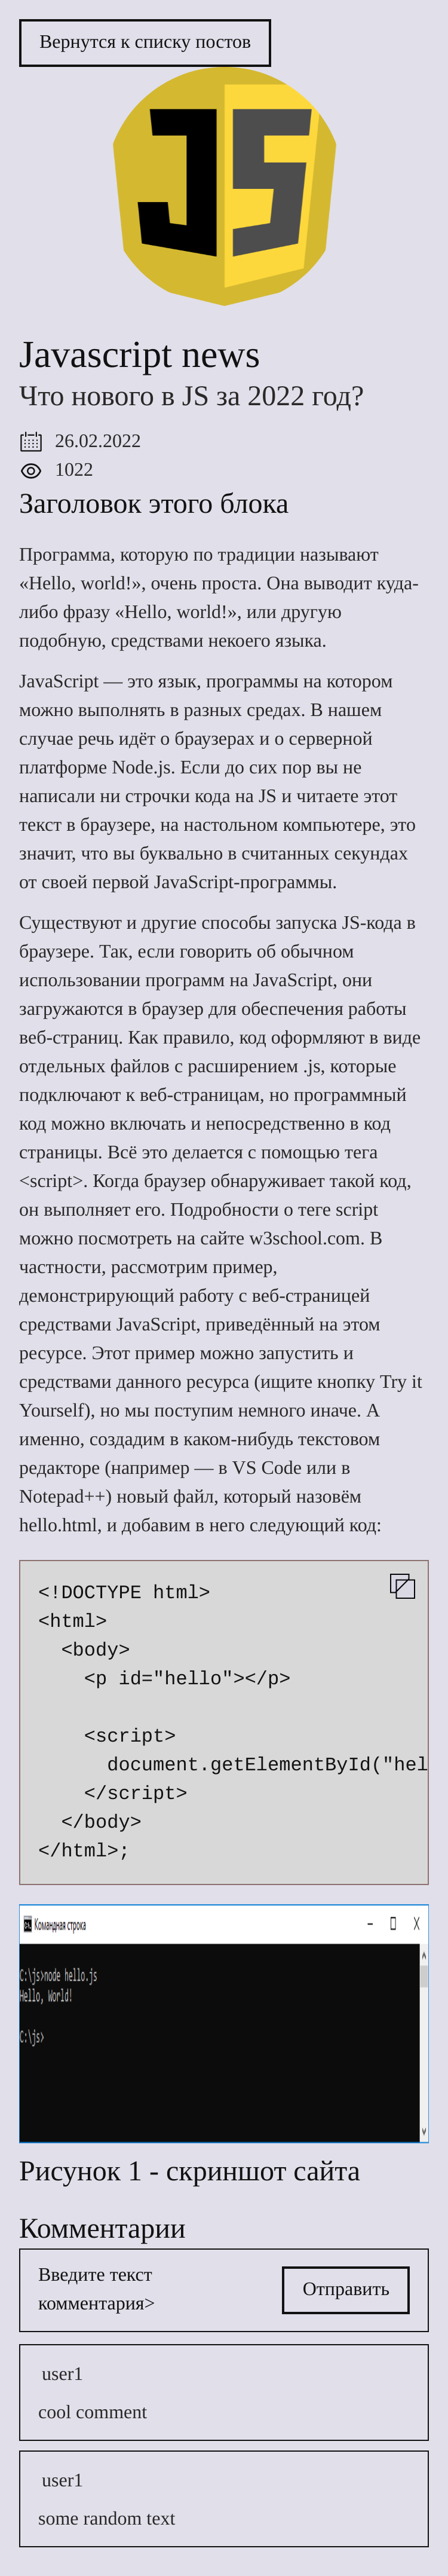 Вернутся к списку постов
JS
Javascript news
Что нового в JS за 2022 год?
26.02.2022
1022
Заголовок этого блока
Программа, которую по традиции называют
«Hello, world!», очень проста. Она выводит куда-
либо фразу «Hello, world!», или другую
подобную, средствами некоего языка.
JavaScript — это язык, программы на котором
можно выполнять в разных средах. В нашем
случае речь идёт о браузерах и о серверной
платформе Node.js. Если до сих пор вы не
написали ни строчки кода на JS и читаете этот
текст в браузере, на настольном компьютере, это
значит, что вы буквально в считанных секундах
от своей первой JavaScript-программы.
Существуют и другие способы запуска JS-кода в
браузере. Так, если говорить об обычном
использовании программ на JavaScript, они
загружаются в браузер для обеспечения работы
веб-страниц. Как правило, код оформляют в виде
отдельных файлов с расширением .js, которые
подключают к веб-страницам, но программный
код можно включать и непосредственно в код
страницы. Всё это делается с помощью тега
<script>. Когда браузер обнаруживает такой код,
он выполняет его. Подробности о теге script
можно посмотреть на сайте w3school.com. В
частности, рассмотрим пример,
демонстрирующий работу с веб-страницей
средствами JavaScript, приведённый на этом
ресурсе. Этот пример можно запустить и
средствами данного ресурса (ищите кнопку Try it
Yourself), но мы поступим немного иначе. А
именно, создадим в каком-нибудь текстовом
редакторе (например — в VS Code или в
Notepad++) новый файл, который назовём
hello.html, и добавим в него следующий код:
<!DOCTYPE html>
<html>
<body>
<p id="hello"></p>
<script>
document.getElementById("hel
</script>
</body>
</html>;
Командная строка
C:\js>node hello.js
Hello, World!
C:\js>
Рисунок 1 - скриншот сайта
Комментарии
Введите текст
комментария>
Отправить
user1
cool comment
user1
some random text